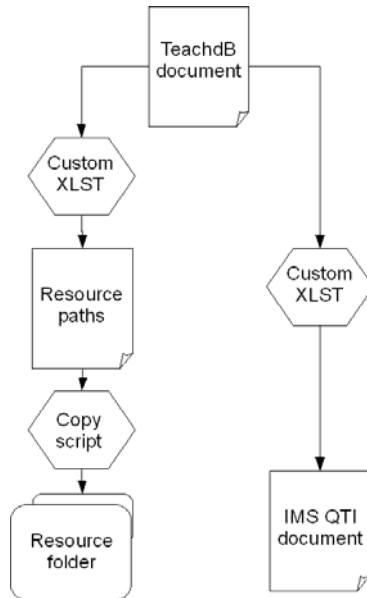 TeachdB
document
Custom
XLST
Resource
paths
Custom
XLST
Copy
script
Resource
folder
IMS QTI
document